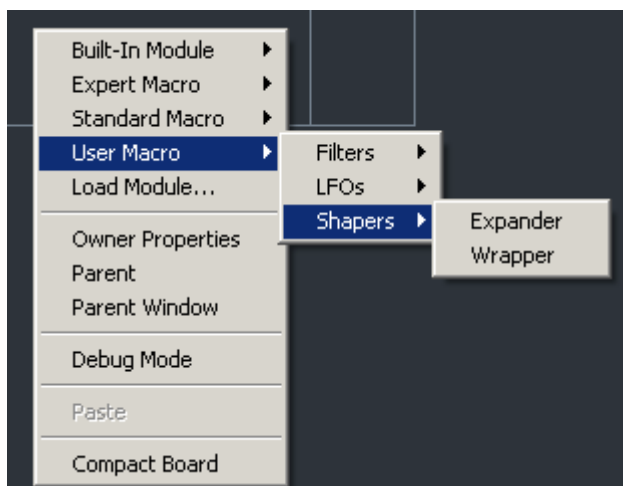 Built-In Module
Expert Macro
Standard Macro
User Macro
Load Module...
Owner Properties
Parent
Parent Window
Debug Mode
Paste
Compact Board
Filters
LFOs
Shapers
Expander
Wrapper